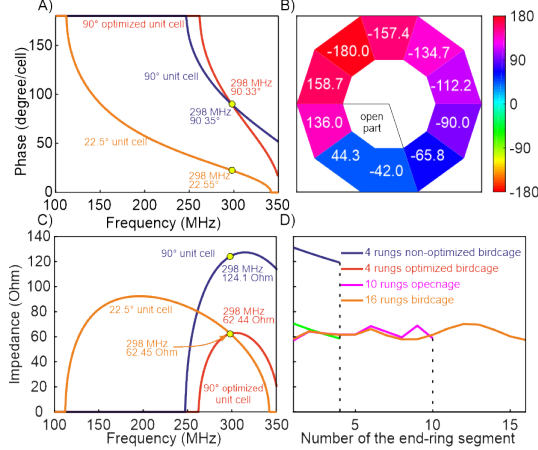 A)
90° optimized unit cell
90° unit cell
298 MHz
90.33°
298 MHz
90.35°
22.5° unit cell
298 MHz
22.55°
150
100
50
0
Phase (degree/cell)
100 150 200 250 300 350
Frequency (MHz)
B)
-157.4
-134.7
-112.2
-90.0
-65.8
-42.0
44.3
136.0
158.7
-180.0
open
part
180
90
0
-90
-180
C)
90° unit cell
298 MHz
124.1 Ohm
22.5° unit cell
298 MHz
62.44 Ohm
298 MHz
62.45 Ohm
90° optimized
unit cell
140
120
100
80
60
40
20
0
Impedance (Ohm)
100 150 200 250 300 350
Frequency (MHz)
D)
4 rungs non-optimized birdcage
4 rungs optimized birdcage
10 rungs opecnage
16 rungs birdcage
5 10 15
Number of the end-ring segment